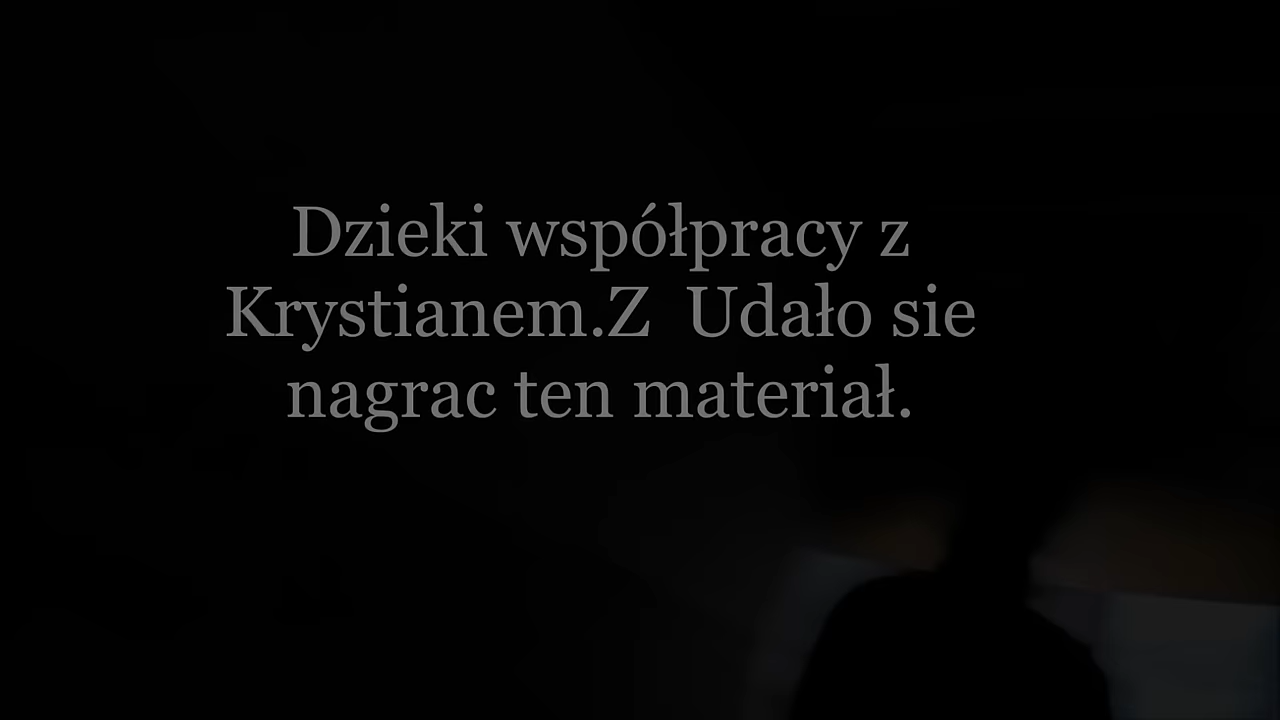 Dzieki współpracy z
Krystianem.Z  Udało sie
nagrac ten materiał.